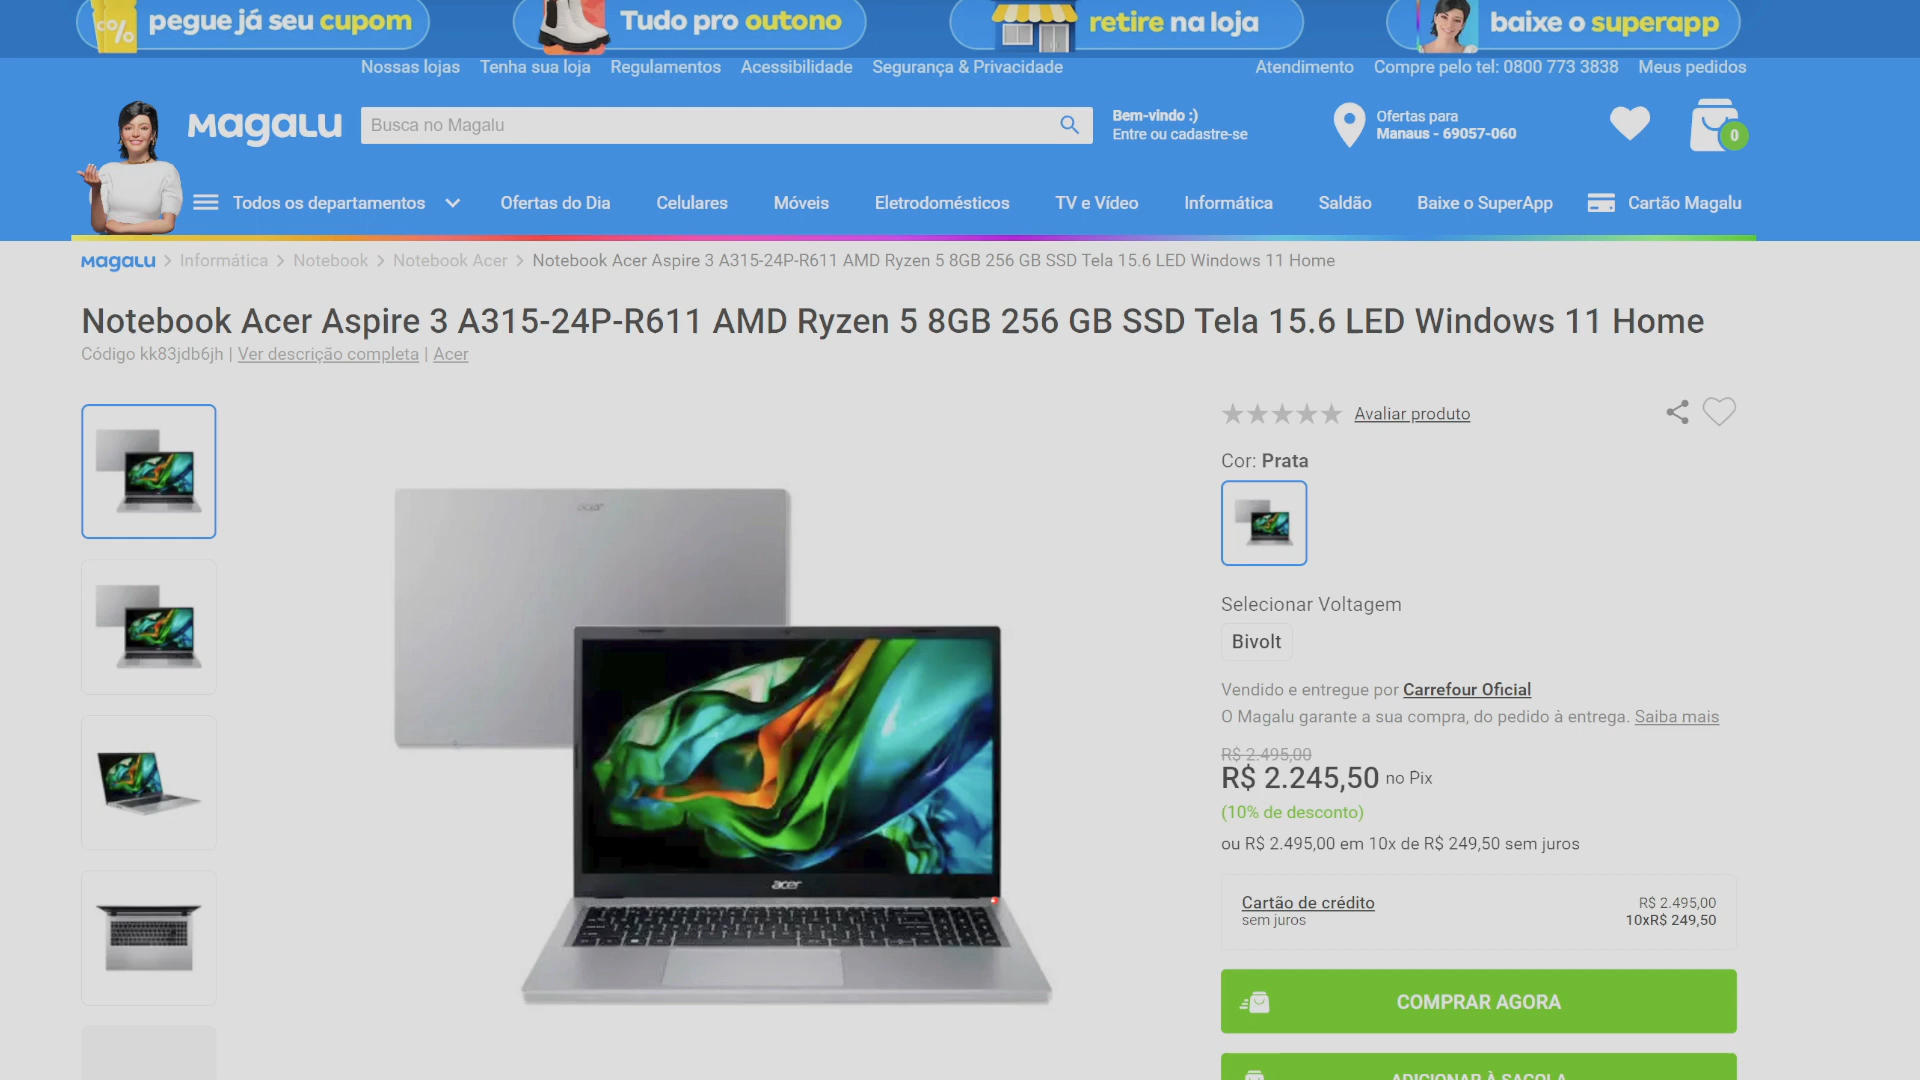 pegue já seu cupom
Tudo pro outono
retire na loja
baixe o superapp
Nossas lojas Tenha sua loja Regulamentos Acessibilidade Segurança & Privacidade Atendimento Compre pelo tel: 0800 773 3838 Meus pedidos
Magalu
Busca no Magalu
Bem-vindo :)
Entre ou cadastre-se
Ofertas para
Manaus - 69057-060
0
Todos os departamentos Ofertas do Dia Celulares Móveis Eletrodomésticos TV e Vídeo Informática Saldão Baixe o SuperApp Cartão Magalu
Magalu > Informática > Notebook > Notebook Acer > Notebook Acer Aspire 3 A315-24P-R611 AMD Ryzen 5 8GB 256 GB SSD Tela 15.6 LED Windows 11 Home
Notebook Acer Aspire 3 A315-24P-R611 AMD Ryzen 5 8GB 256 GB SSD Tela 15.6 LED Windows 11 Home
Código kk83jdb6jh | Ver descrição completa | Acer
acer
acer
Avaliar produto
Cor: Prata
Selecionar Voltagem
Bivolt
Vendido e entregue por Carrefour Oficial
O Magalu garante a sua compra, do pedido à entrega. Saiba mais
R$ 2.495,00
R$ 2.245,50 no Pix
(10% de desconto)
ou R$ 2.495,00 em 10x de R$ 249,50 sem juros
Cartão de crédito R$ 2.495,00
sem juros 10xR$ 249,50
COMPRAR AGORA
ADICIONAR À SACOLA